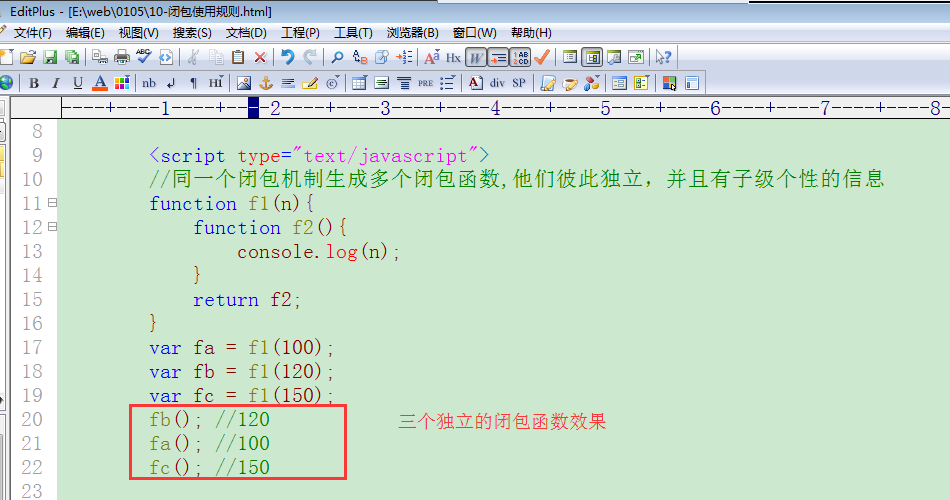 EditPlus - [E:\web\0105\10-闭包使用规则.html]
文件(F) 编辑(E) 视图(V) 搜索(S) 文档(D) 工程(P) 工具(T) 浏览器(B) 窗口(W) 帮助(H)
B I U A nb ¶ HI div SP PRE
----+----1----+----2----+----3----+----4----+----5----+----6----+----7----+----8-
8
9 <script type="text/javascript">
10 //同一个闭包机制生成多个闭包函数,他们彼此独立，并且有子级个性的信息
11 function f1(n){
12 function f2(){
13 console.log(n);
14 }
15 return f2;
16 }
17 var fa = f1(100);
18 var fb = f1(120);
19 var fc = f1(150);
20 fb(); //120 三个独立的闭包函数效果
21 fa(); //100
22 fc(); //150
23